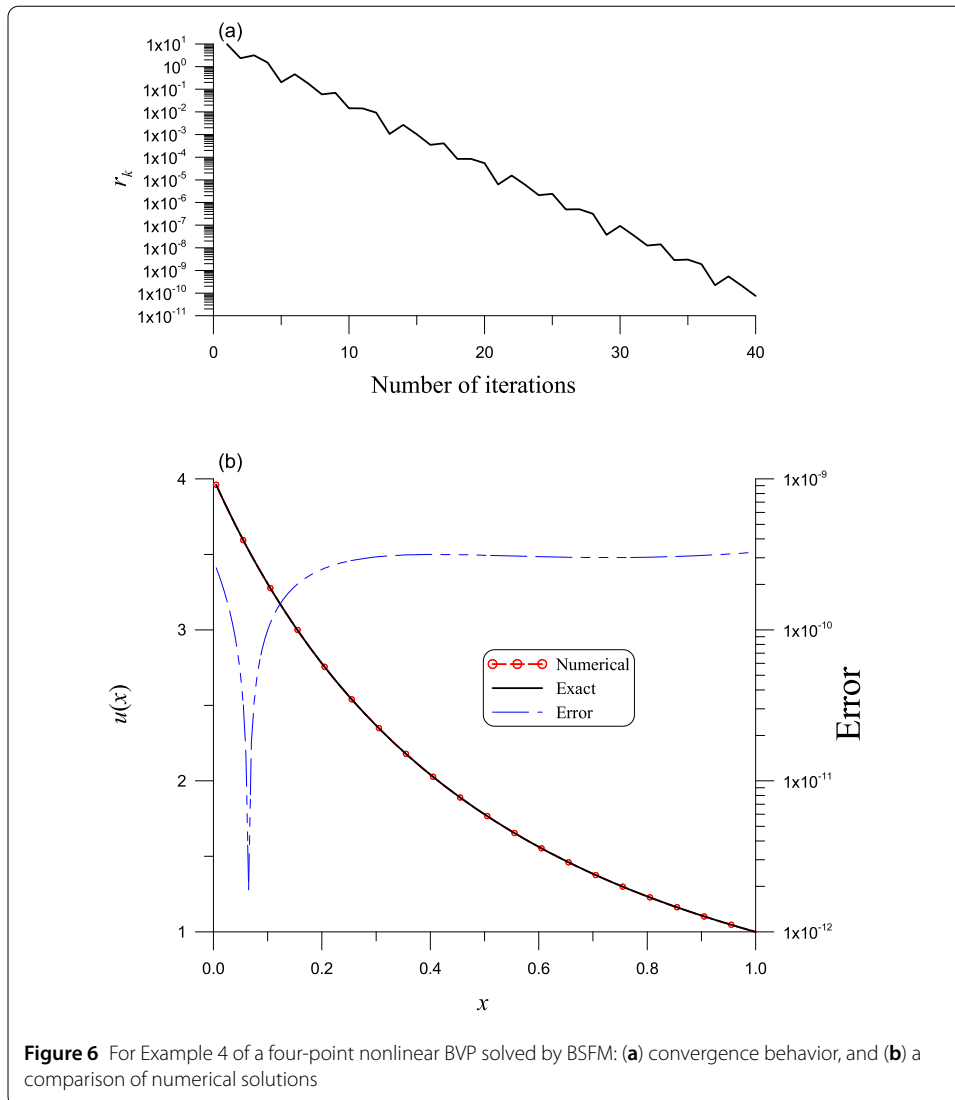 (a)
1x10¹
10⁰
1x10⁻¹
1x10⁻²
1x10⁻³
1x10⁻⁴
1x10⁻⁵
1x10⁻⁶
1x10⁻⁷
1x10⁻⁸
1x10⁻⁹
1x10⁻¹⁰
1x10⁻¹¹
r_k
0 10 20 30 40
Number of iterations
(b)
4
3
2
1
u(x)
1x10⁻⁹
1x10⁻¹⁰
1x10⁻¹¹
1x10⁻¹²
Error
Numerical
Exact
Error
0.0 0.2 0.4 0.6 0.8 1.0
x
Figure 6 For Example 4 of a four-point nonlinear BVP solved by BSFM: (a) convergence behavior, and (b) a
comparison of numerical solutions